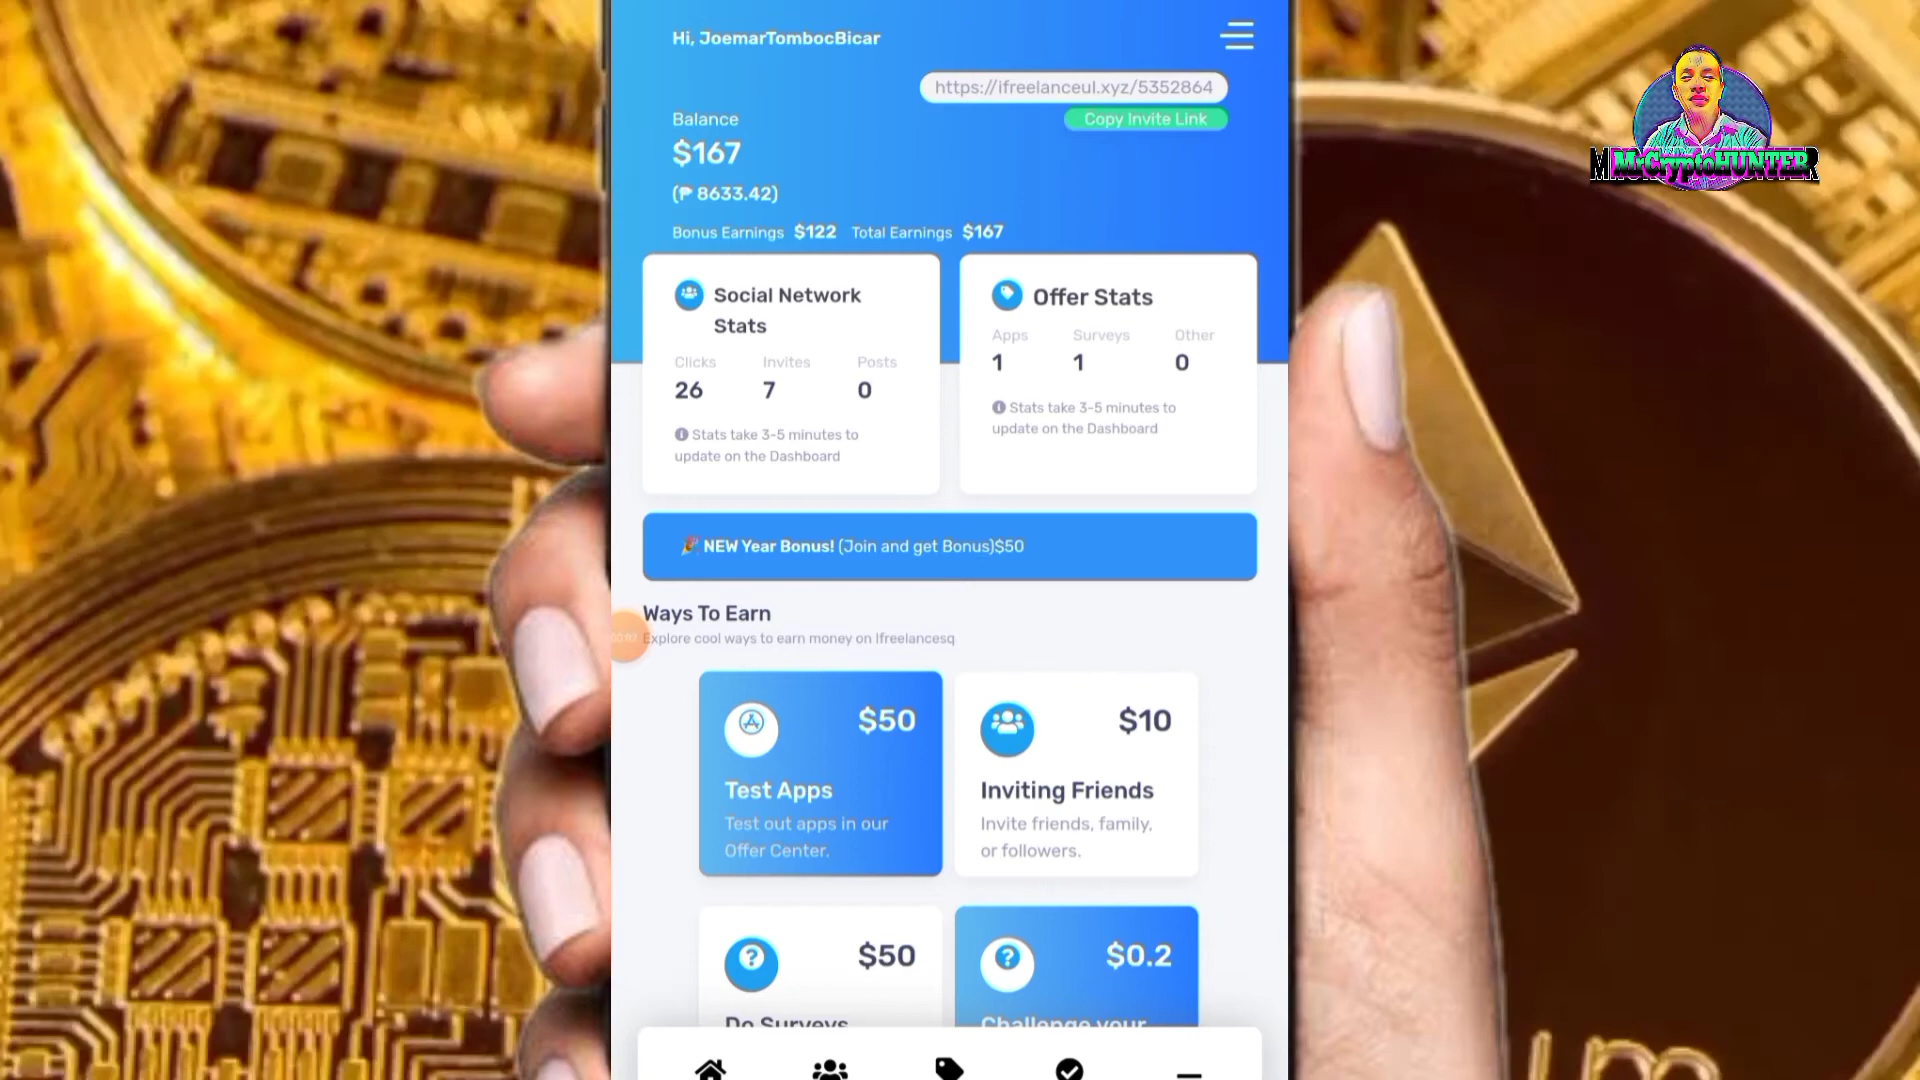 Hi, JoemarTombocBicar
https://ifreelanceul.xyz/5352864
Copy Invite Link
Balance
$167
(₱ 8633.42)
Bonus Earnings $122 Total Earnings $167
Social Network
Stats
Clicks Invites Posts
26 7 0
Stats take 3-5 minutes to
update on the Dashboard
Offer Stats
Apps Surveys Other
1 1 0
Stats take 3-5 minutes to
update on the Dashboard
🎉 NEW Year Bonus! (Join and get Bonus)$50
Ways To Earn
Explore cool ways to earn money on Ifreelancesq
$50
Test Apps
Test out apps in our
Offer Center.
$10
Inviting Friends
Invite friends, family,
or followers.
$50
Do Surveys
$0.2
Challenge your
MrCryptoHUNTER